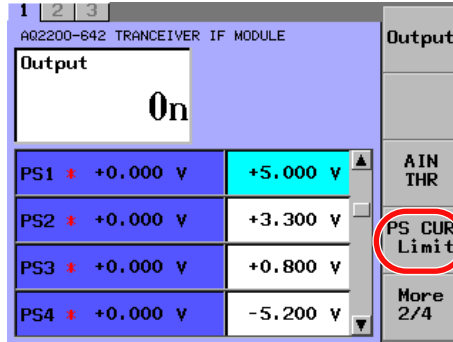 1 2 3
AQ2200-642 TRANCEIVER IF MODULE
Output
On
PS1 * +0.000 V +5.000 V
PS2 * +0.000 V +3.300 V
PS3 * +0.000 V +0.800 V
PS4 * +0.000 V -5.200 V
Output
AIN
THR
PS CUR
Limit
More
2/4